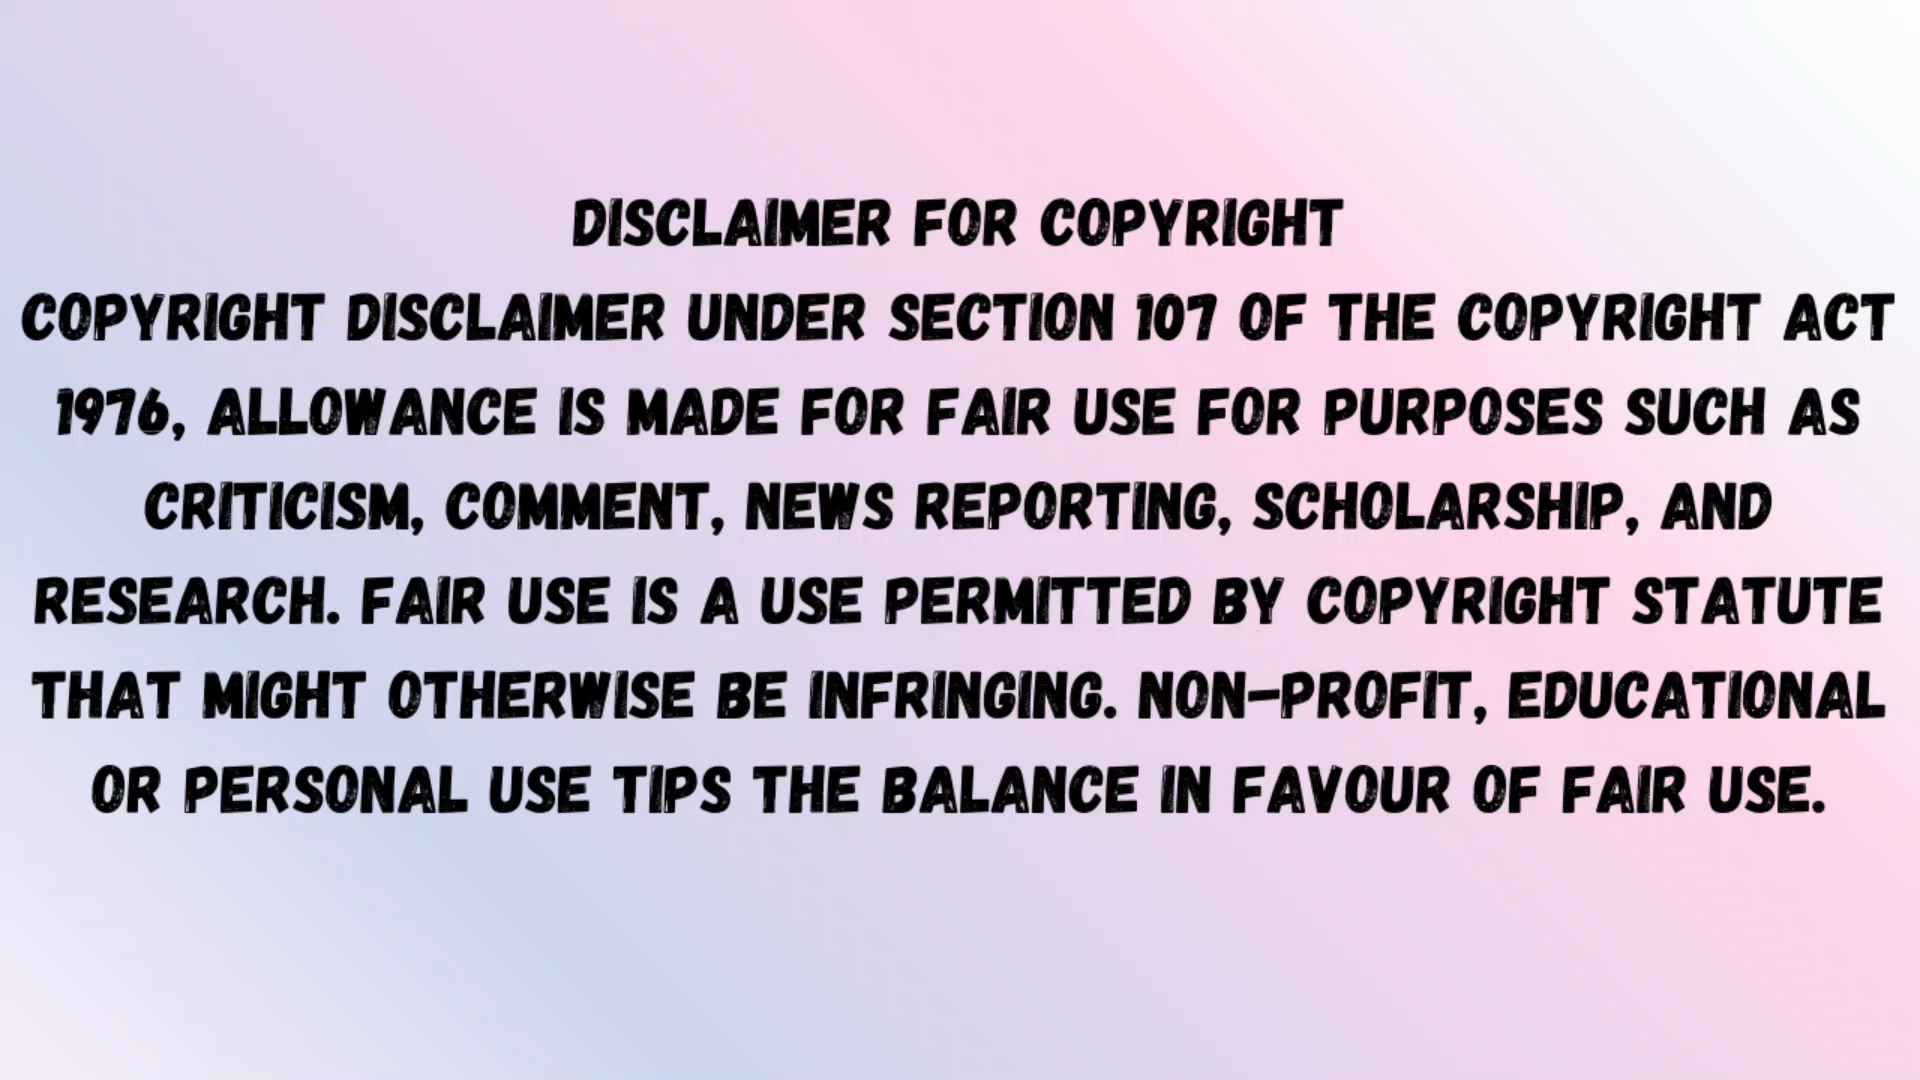 DISCLAIMER FOR COPYRIGHT
COPYRIGHT DISCLAIMER UNDER SECTION 107 OF THE COPYRIGHT ACT
1976, ALLOWANCE IS MADE FOR FAIR USE FOR PURPOSES SUCH AS
CRITICISM, COMMENT, NEWS REPORTING, SCHOLARSHIP, AND
RESEARCH. FAIR USE IS A USE PERMITTED BY COPYRIGHT STATUTE
THAT MIGHT OTHERWISE BE INFRINGING. NON-PROFIT, EDUCATIONAL
OR PERSONAL USE TIPS THE BALANCE IN FAVOUR OF FAIR USE.